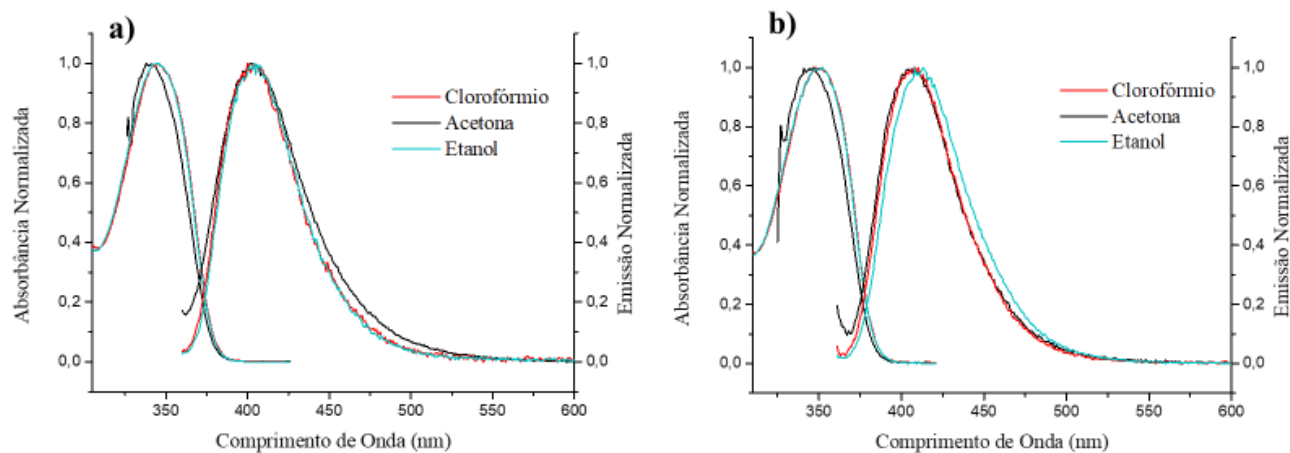 a)
Absorbância Normalizada
1,0
0,8
0,6
0,4
0,2
0,0
Clorofórmio
Acetona
Etanol
1,0
0,8
0,6
0,4
0,2
0,0
Emissão Normalizada
350 400 450 500 550 600
Comprimento de Onda (nm)
b)
Absorbância Normalizada
1,0
0,8
0,6
0,4
0,2
0,0
Clorofórmio
Acetona
Etanol
1,0
0,8
0,6
0,4
0,2
0,0
Emissão Normalizada
350 400 450 500 550 600
Comprimento de Onda (nm)